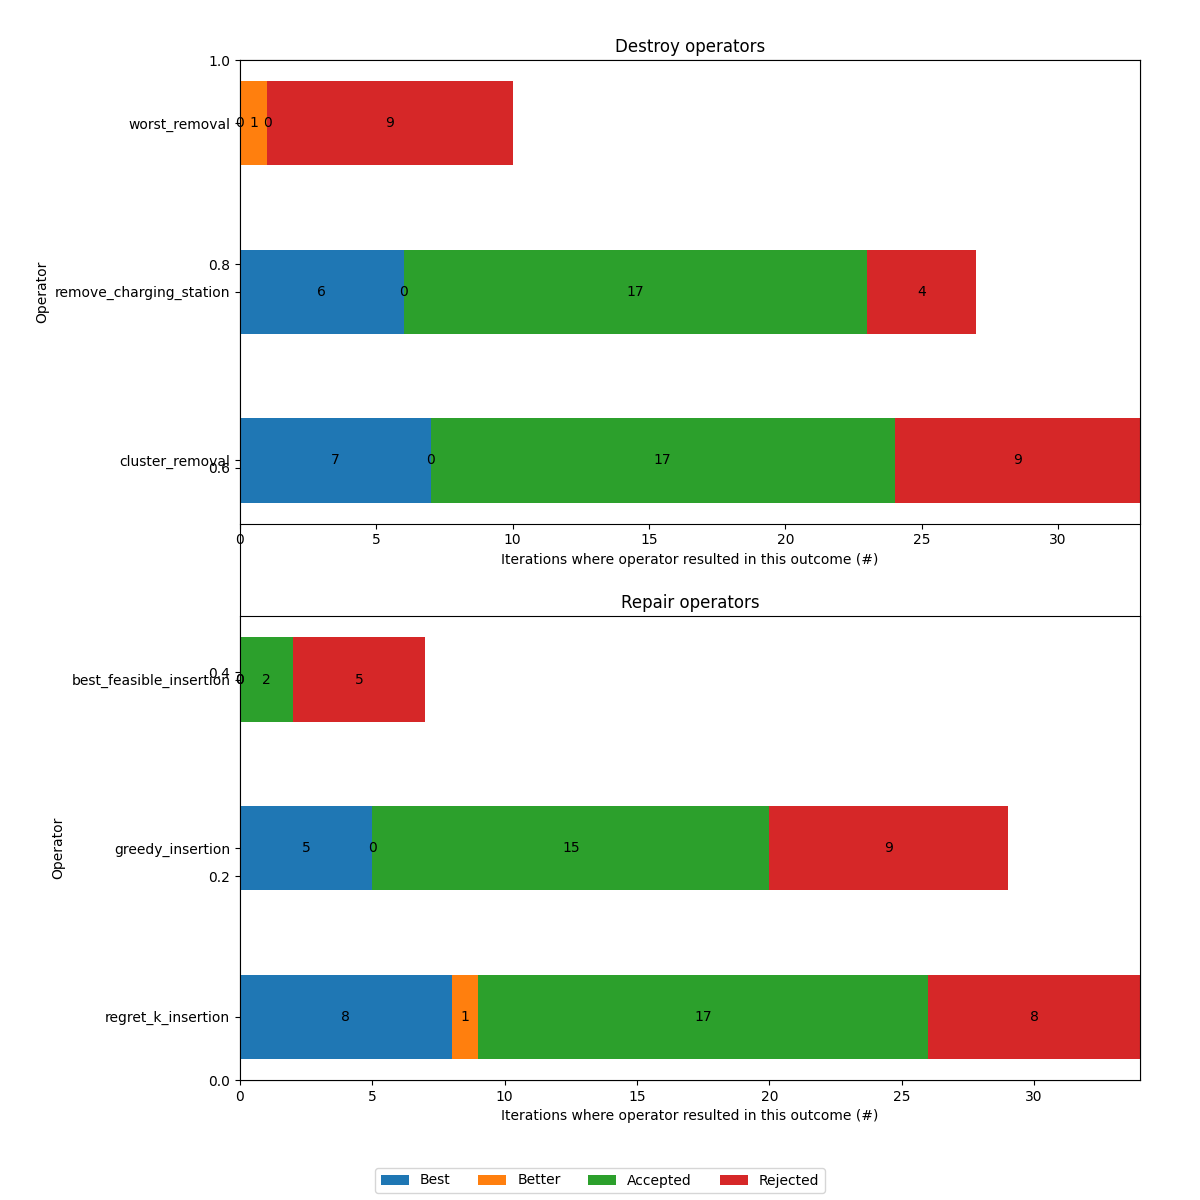 Destroy operators
1.0
worst_removal 0 1 0 9
0.8
Operator
remove_charging_station 6 0 17 4
cluster_removal 7 0 17 9
0.6
0 5 10 15 20 25 30
Iterations where operator resulted in this outcome (#)
Repair operators
0.4
best_feasible_insertion 0 0 2 5
Operator
greedy_insertion 5 0 15 9
0.2
regret_k_insertion 8 1 17 8
0.0
0 5 10 15 20 25 30
Iterations where operator resulted in this outcome (#)
Best Better Accepted Rejected